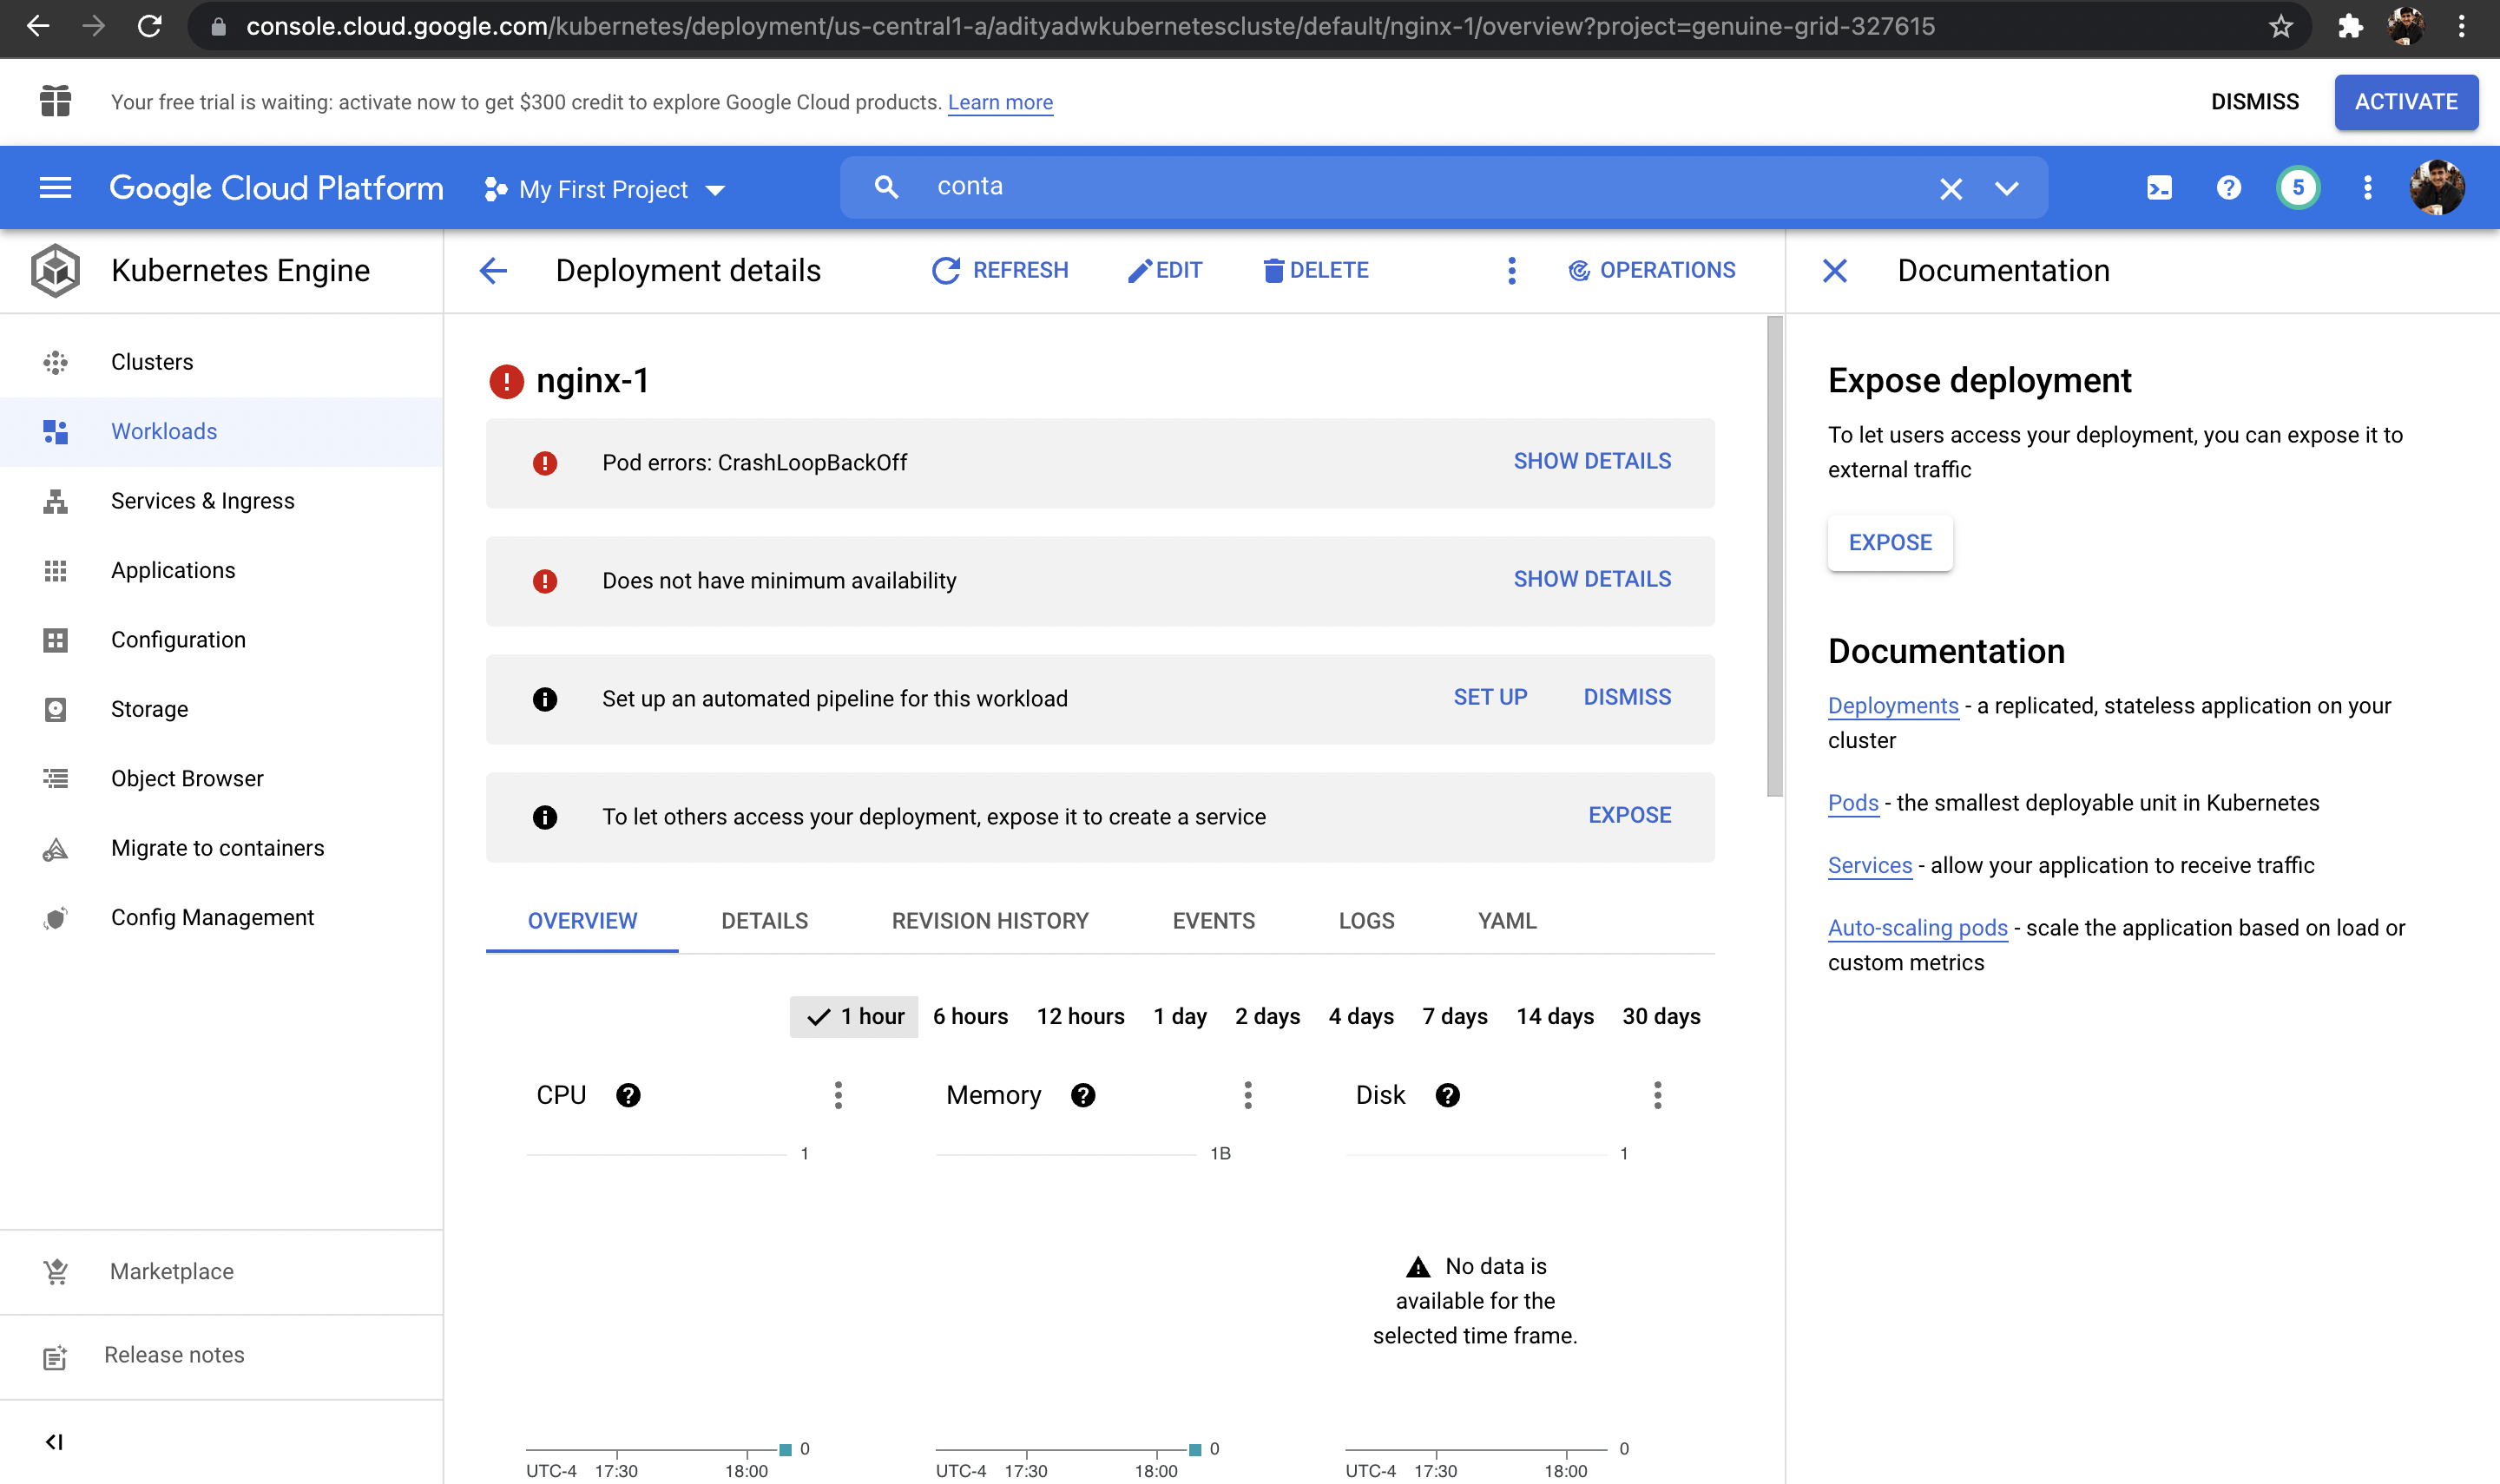 console.cloud.google.com/kubernetes/deployment/us-central1-a/adityadwkubernetescluste/default/nginx-1/overview?project=genuine-grid-327615
Your free trial is waiting: activate now to get $300 credit to explore Google Cloud products. Learn more
DISMISS
ACTIVATE
Google Cloud Platform
My First Project
conta
5
Kubernetes Engine
Clusters
Workloads
Services & Ingress
Applications
Configuration
Storage
Object Browser
Migrate to containers
Config Management
Marketplace
Release notes
Deployment details
REFRESH
EDIT
DELETE
OPERATIONS
nginx-1
Pod errors: CrashLoopBackOff
SHOW DETAILS
Does not have minimum availability
SHOW DETAILS
Set up an automated pipeline for this workload
SET UP
DISMISS
To let others access your deployment, expose it to create a service
EXPOSE
OVERVIEW
DETAILS
REVISION HISTORY
EVENTS
LOGS
YAML
1 hour
6 hours
12 hours
1 day
2 days
4 days
7 days
14 days
30 days
CPU
1
0
UTC-4 17:30 18:00
Memory
1B
0
UTC-4 17:30 18:00
Disk
1
No data is
available for the
selected time frame.
0
UTC-4 17:30 18:00
Documentation
Expose deployment
To let users access your deployment, you can expose it to
external traffic
EXPOSE
Documentation
Deployments - a replicated, stateless application on your
cluster
Pods - the smallest deployable unit in Kubernetes
Services - allow your application to receive traffic
Auto-scaling pods - scale the application based on load or
custom metrics